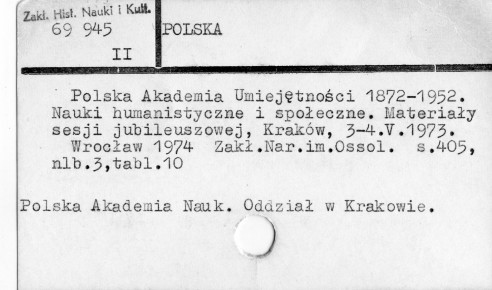 Zakł. Hist. Nauki i Kult.
69 945
POLSKA
II
Polska Akademia Umiejętności 1872-1952.
Nauki humanistyczne i społeczne. Materiały
sesji jubileuszowej, Kraków, 3-4.V.1973.
Wrocław 1974 Zakł.Nar.im.Ossol. s.405,
nlb.3,tabl.10
Polska Akademia Nauk. Oddział w Krakowie.